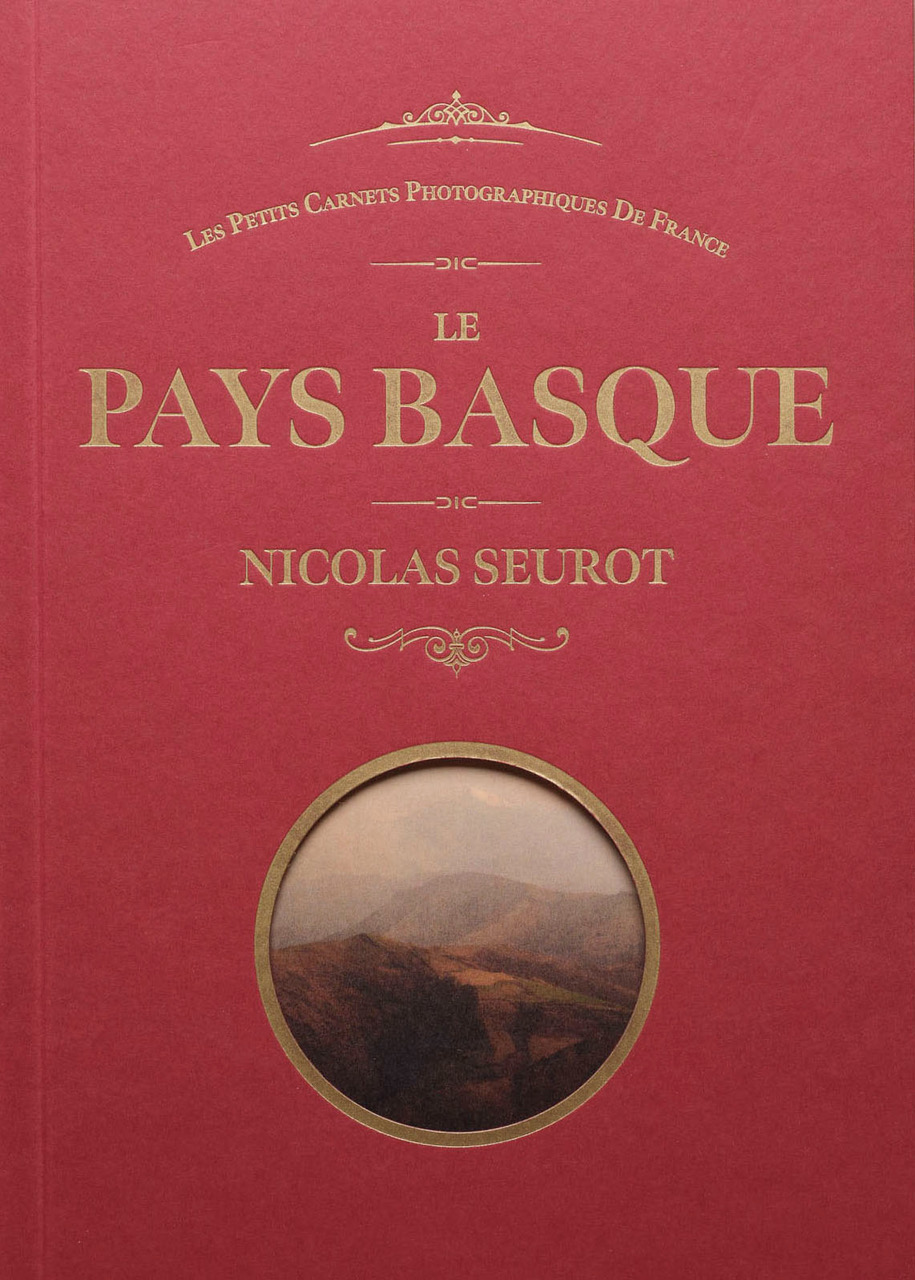 Les Petits Carnets Photographiques De France
LE
PAYS BASQUE
NICOLAS SEUROT